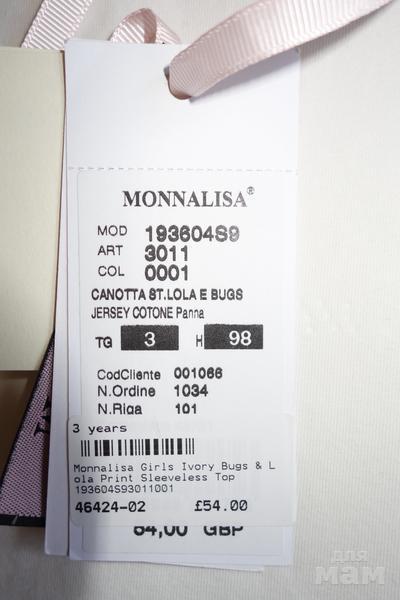 MONNALISA®
MOD 193604S9
ART 3011
COL 0001
CANOTTA ST.LOLA E BUGS
JERSEY COTONE Panna
TG 3 H 98
CodCliente 001066
N.Ordine 1034
N.Riga 101
3 years
Monnalisa Girls Ivory Bugs & L
ola Print Sleeveless Top
193604S93011001
46424-02 £54.00
54,00 GBP
для
мам